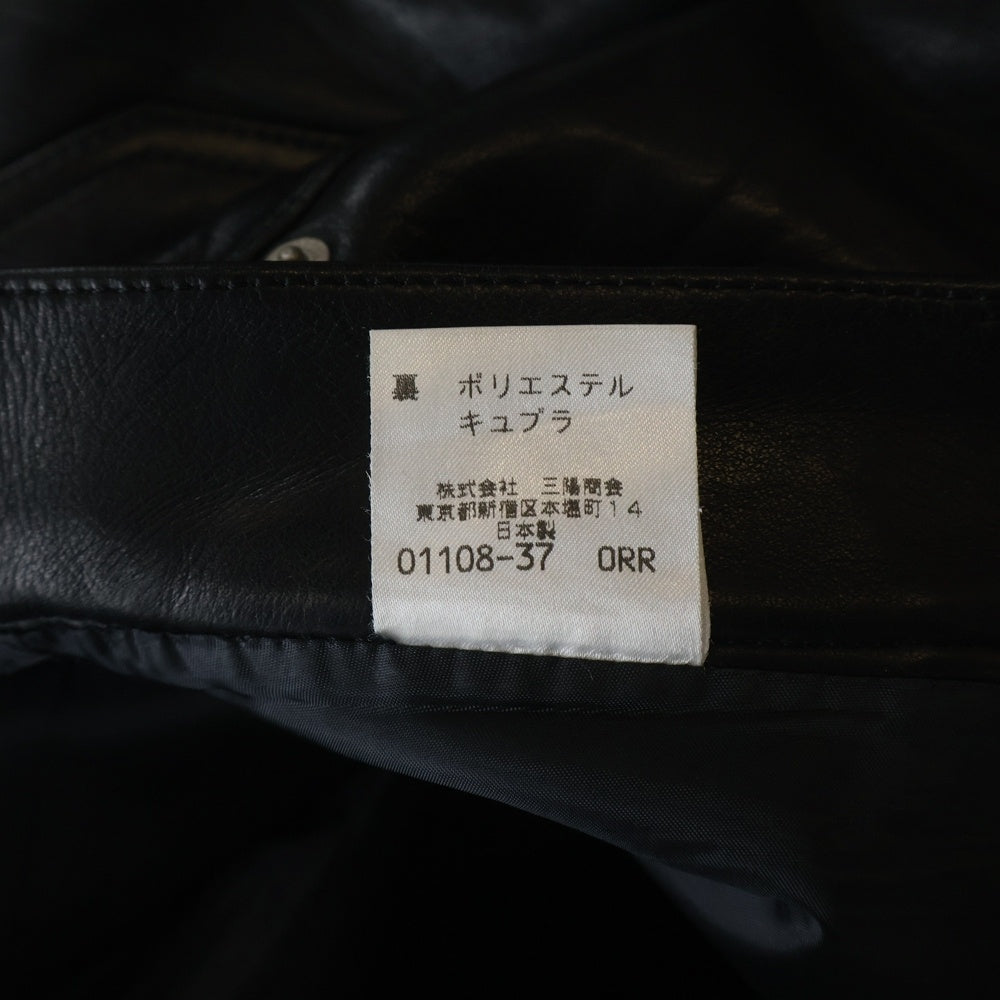 裏 ポリエステル
キュプラ
株式会社 三陽商会
東京都新宿区本塩町14
日本製
01108-37 0RR